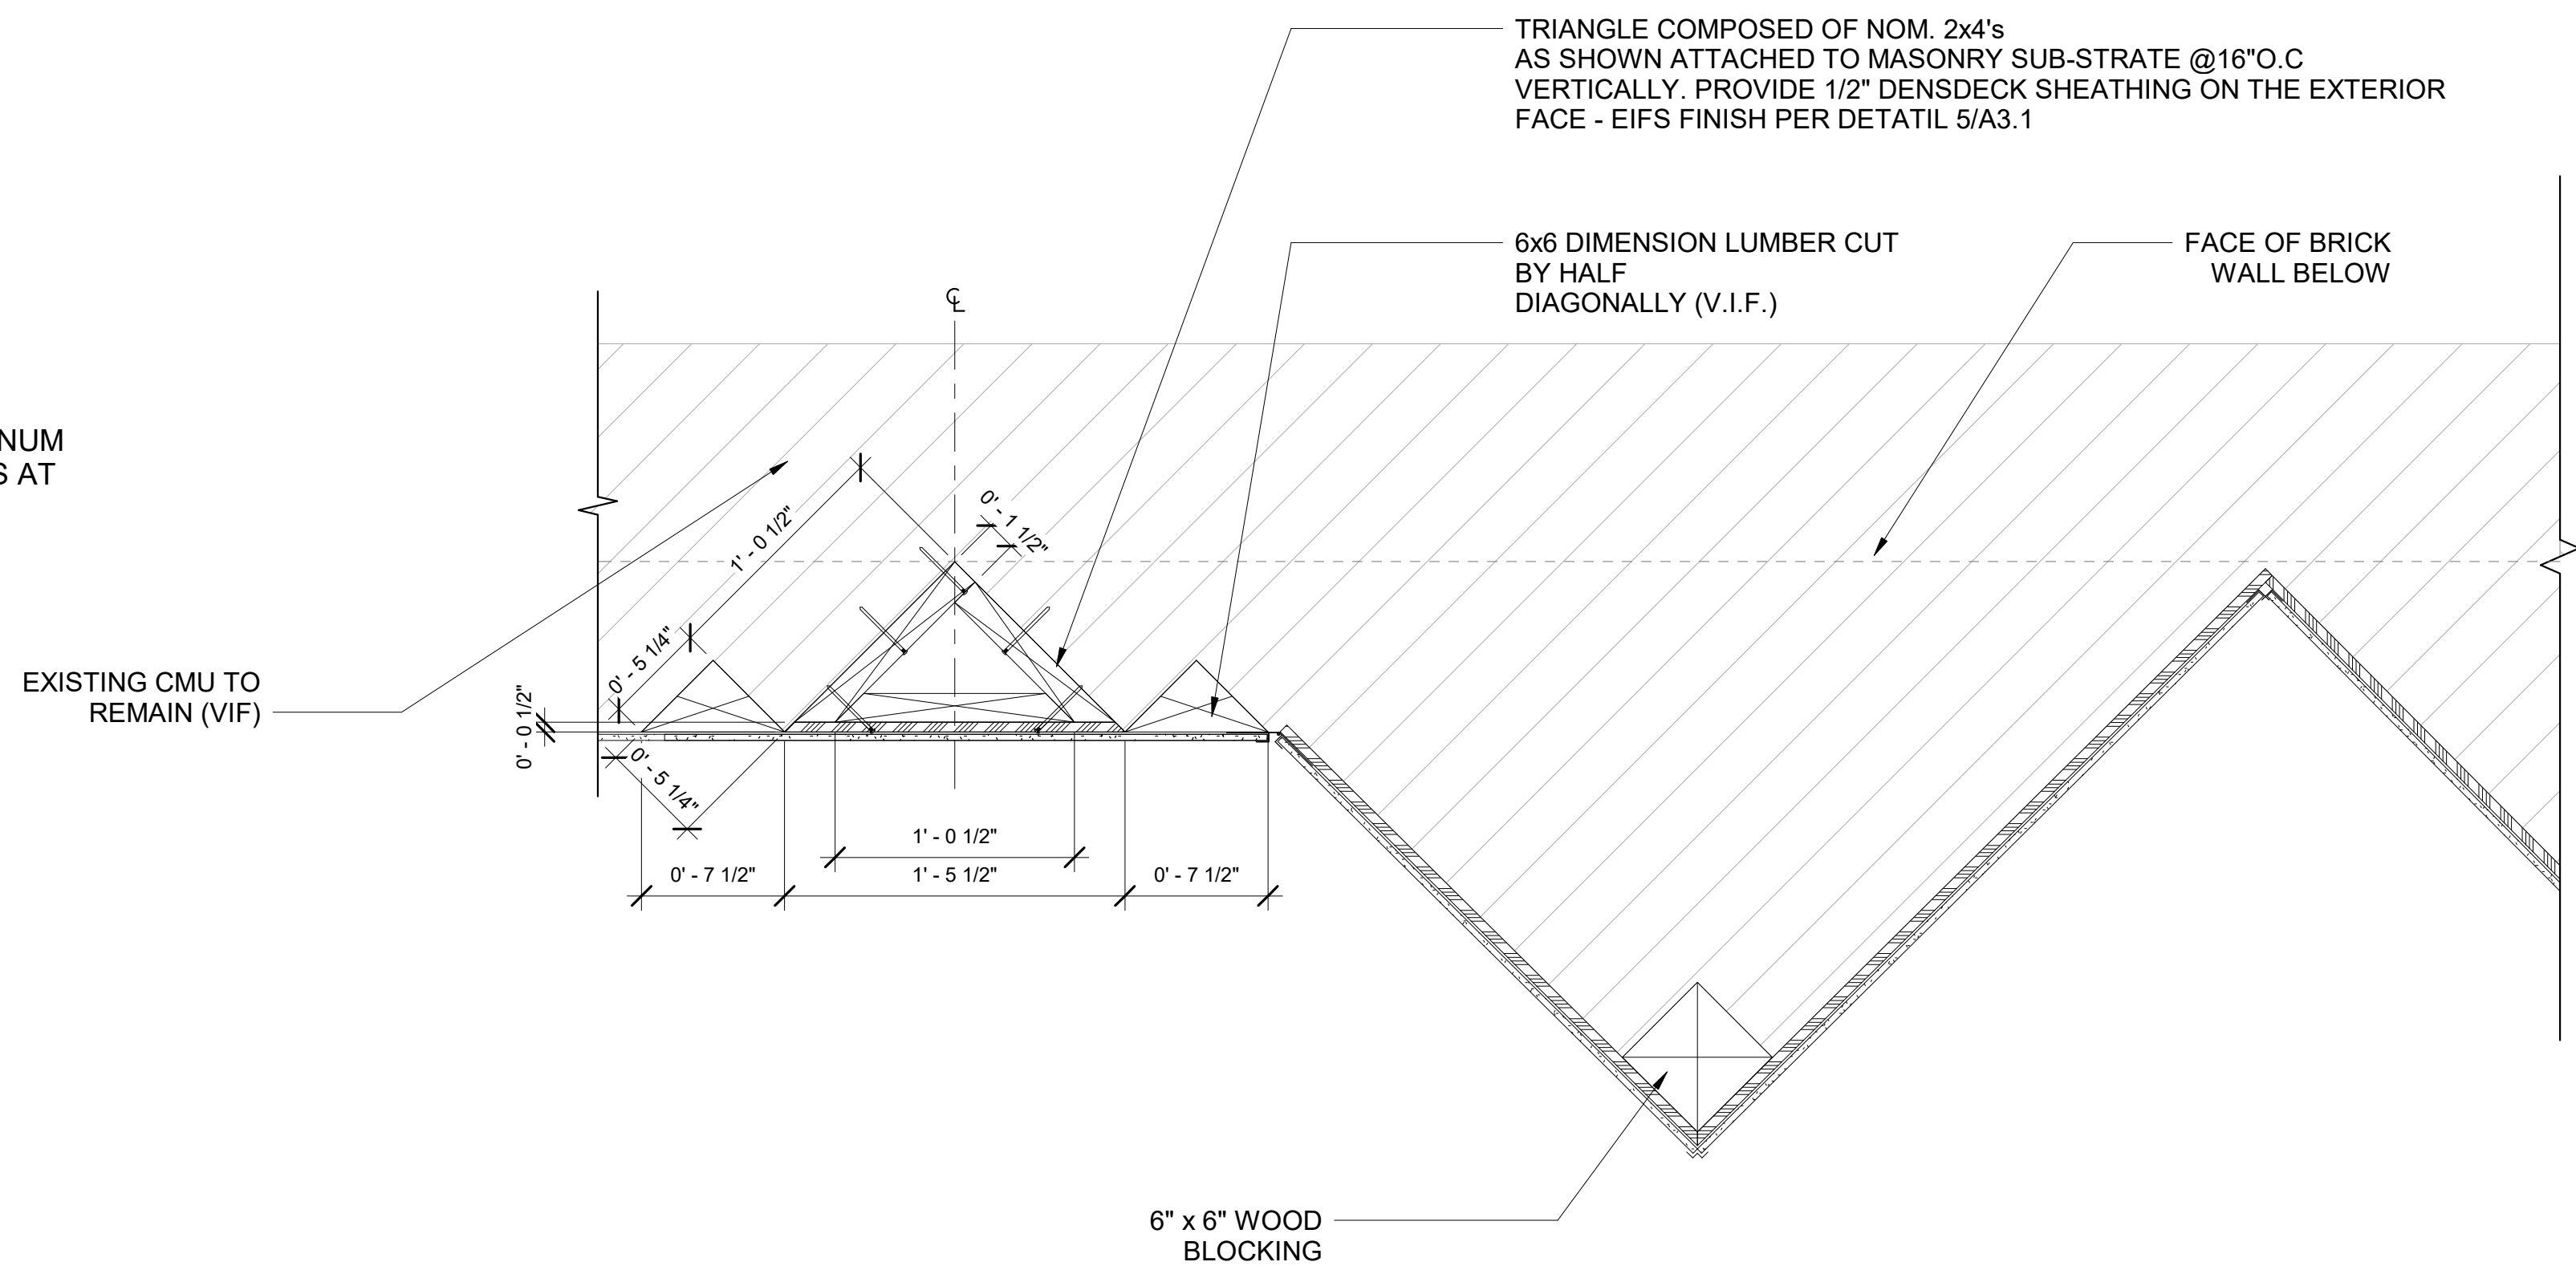 TRIANGLE COMPOSED OF NOM. 2x4's
AS SHOWN ATTACHED TO MASONRY SUB-STRATE @16"O.C
VERTICALLY. PROVIDE 1/2" DENSDECK SHEATHING ON THE EXTERIOR
FACE - EIFS FINISH PER DETATIL 5/A3.1
6x6 DIMENSION LUMBER CUT
BY HALF
DIAGONALLY (V.I.F.)
FACE OF BRICK
WALL BELOW
℄
NUM
S AT
1' - 0 1/2"
0' - 1 1/2"
0' - 5 1/4"
EXISTING CMU TO
REMAIN (VIF)
0' - 0 1/2"
0' - 5 1/4"
1' - 0 1/2"
0' - 7 1/2"
1' - 5 1/2"
0' - 7 1/2"
6" x 6" WOOD
BLOCKING